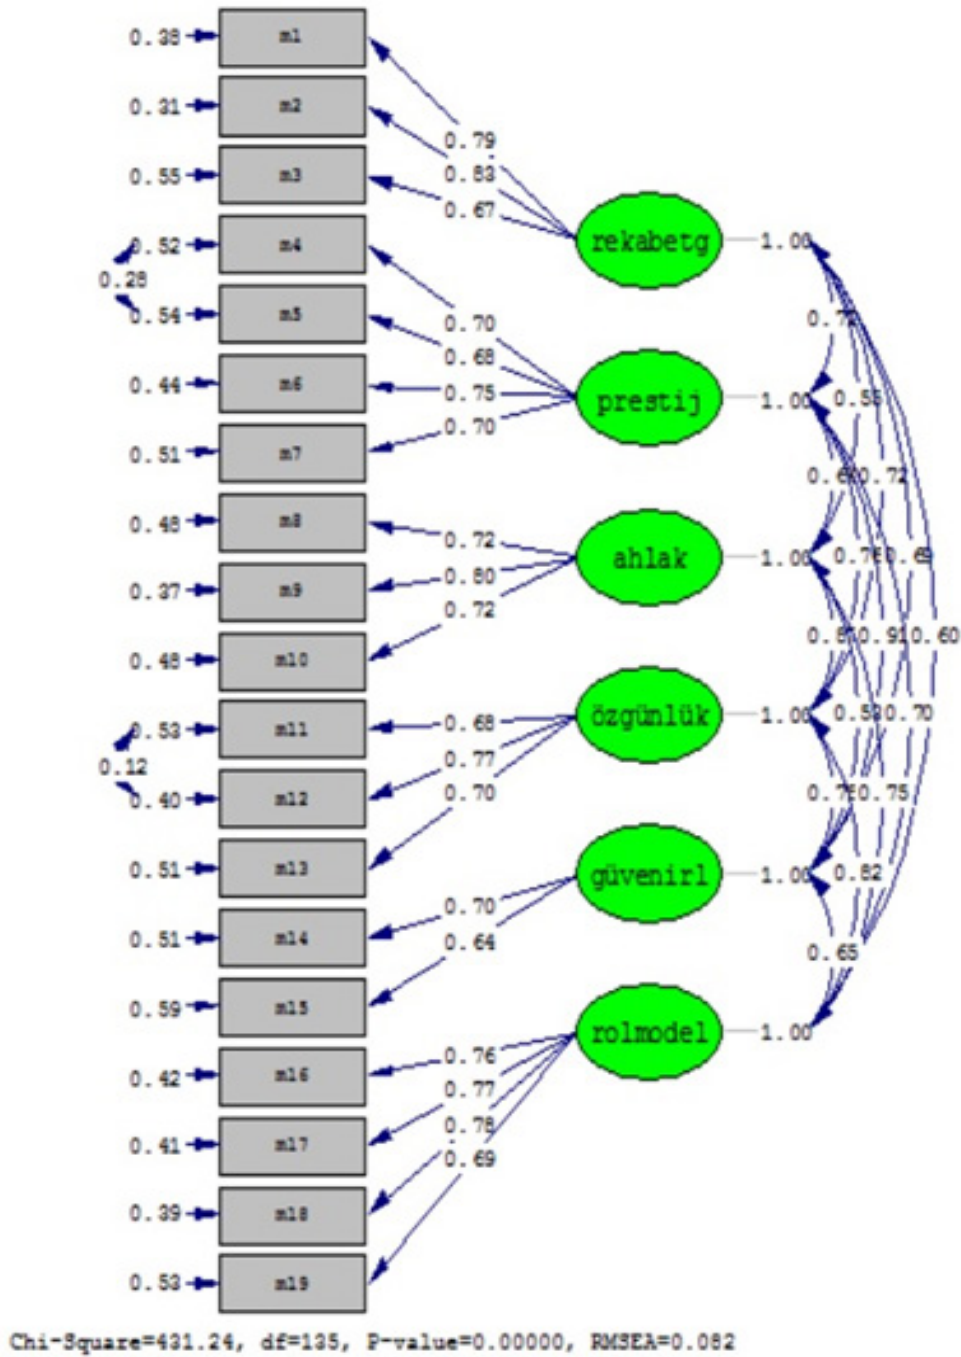 0.38 m1
0.31 m2
0.55 m3
0.52 m4
0.28
0.54 m5
0.44 m6
0.51 m7
0.48 m8
0.37 m9
0.48 m10
0.53 m11
0.12
0.40 m12
0.51 m13
0.51 m14
0.59 m15
0.42 m16
0.41 m17
0.39 m18
0.53 m19
0.79
0.83
0.67
0.70
0.68
0.75
0.70
0.72
0.80
0.72
0.68
0.77
0.70
0.70
0.64
0.76
0.77
0.78
0.69
rekabetg 1.00
prestij 1.00
ahlak 1.00
özgünlük 1.00
güvenirl 1.00
rolmodel 1.00
0.72
0.76 0.69
0.91 0.60
0.70
0.75
0.82
0.65
Chi-Square=431.24, df=135, P-value=0.00000, RMSEA=0.082